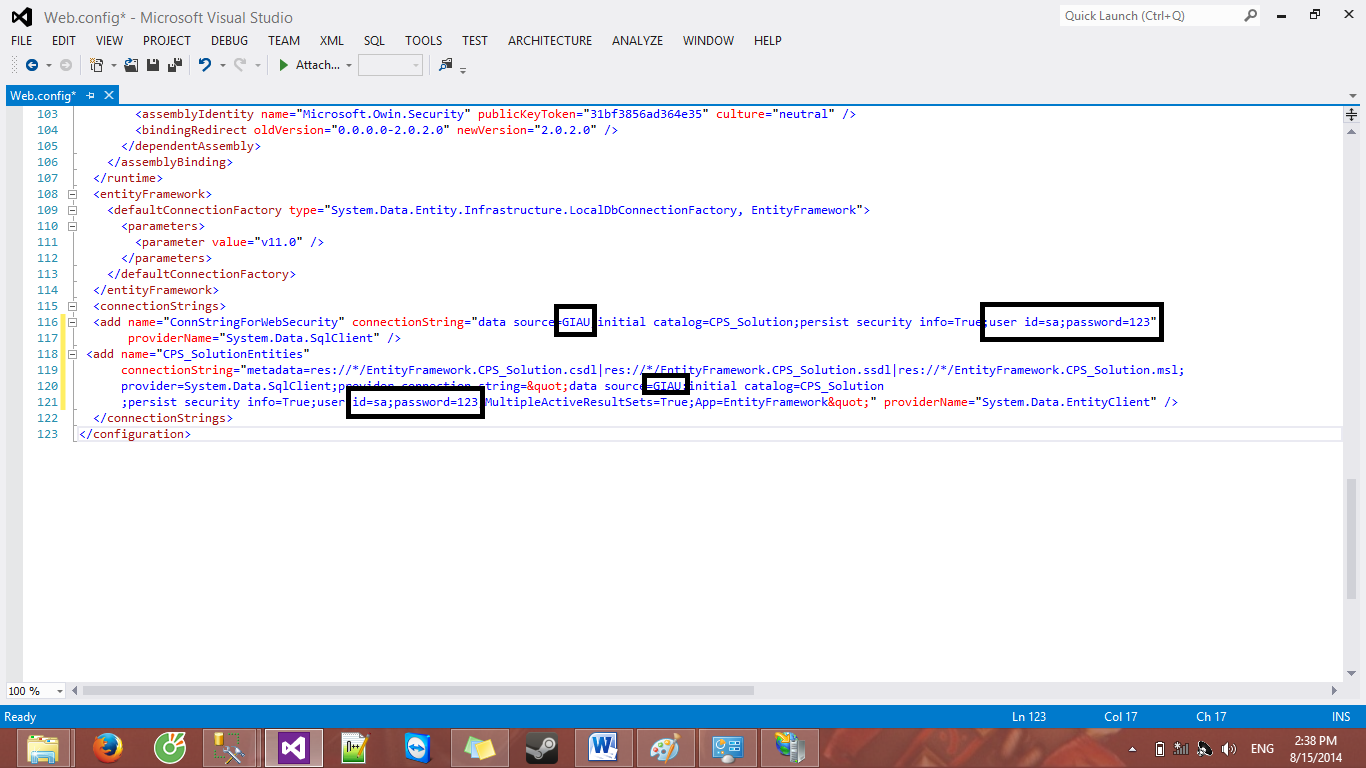 Web.config* - Microsoft Visual Studio
Quick Launch (Ctrl+Q)
FILE EDIT VIEW PROJECT DEBUG TEAM XML SQL TOOLS TEST ARCHITECTURE ANALYZE WINDOW HELP
Attach...
Web.config*
103 <assemblyIdentity name="Microsoft.Owin.Security" publicKeyToken="31bf3856ad364e35" culture="neutral" />
104 <bindingRedirect oldVersion="0.0.0.0-2.0.2.0" newVersion="2.0.2.0" />
105 </dependentAssembly>
106 </assemblyBinding>
107 </runtime>
108 <entityFramework>
109 <defaultConnectionFactory type="System.Data.Entity.Infrastructure.LocalDbConnectionFactory, EntityFramework">
110 <parameters>
111 <parameter value="v11.0" />
112 </parameters>
113 </defaultConnectionFactory>
114 </entityFramework>
115 <connectionStrings>
116 <add name="ConnStringForWebSecurity" connectionString="data source=GIAU;initial catalog=CPS_Solution;persist security info=True;user id=sa;password=123"
117 providerName="System.Data.SqlClient" />
118 <add name="CPS_SolutionEntities"
119 connectionString="metadata=res://*/EntityFramework.CPS_Solution.csdl|res://*/EntityFramework.CPS_Solution.ssdl|res://*/EntityFramework.CPS_Solution.msl;
120 provider=System.Data.SqlClient;provider connection string=&quot;data source=GIAU;initial catalog=CPS_Solution
121 ;persist security info=True;user id=sa;password=123;MultipleActiveResultSets=True;App=EntityFramework&quot;" providerName="System.Data.EntityClient" />
122 </connectionStrings>
123 </configuration>
100 %
Ready Ln 123 Col 17 Ch 17 INS
ENG
2:38 PM
8/15/2014